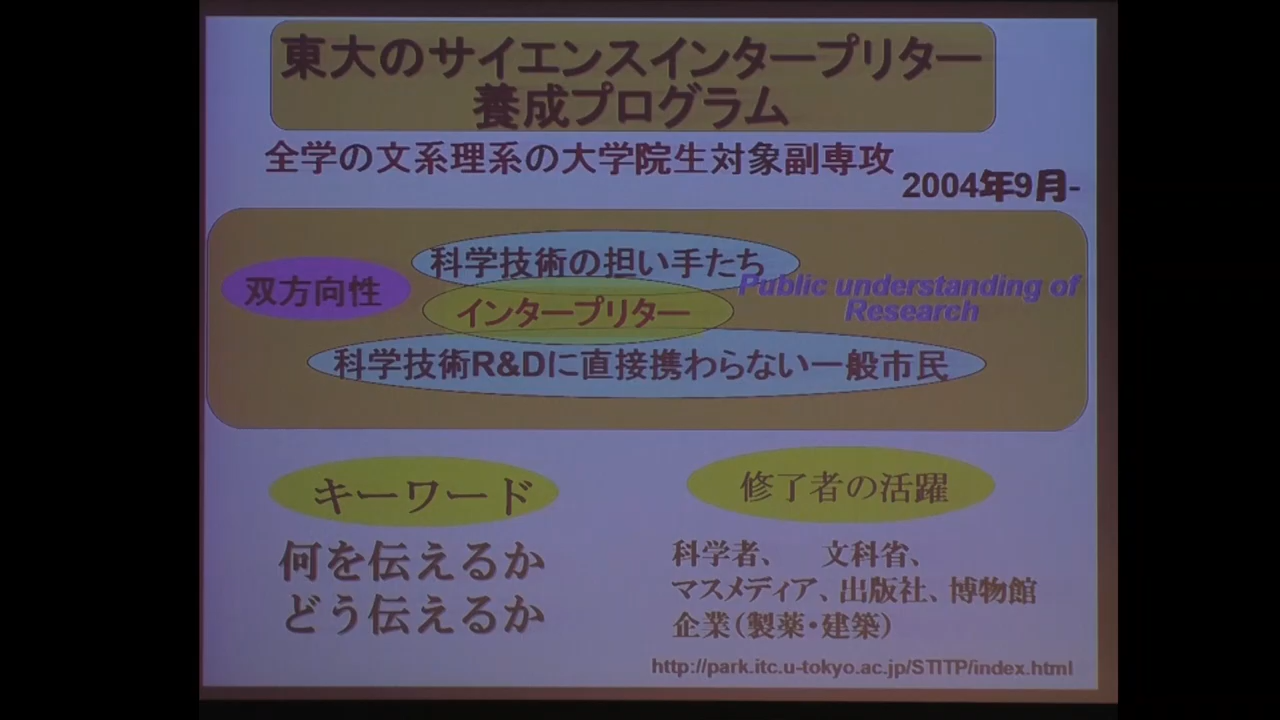 東大のサイエンスインタープリター
養成プログラム
全学の文系理系の大学院生対象副専攻
2004年9月-
科学技術の担い手たち
双方向性
Public understanding of
Research
インタープリター
科学技術R&Dに直接携わらない一般市民
キーワード
何を伝えるか
どう伝えるか
修了者の活躍
科学者、 文科省、
マスメディア、出版社、博物館
企業(製薬・建築)
http://park.itc.u-tokyo.ac.jp/STITP/index.html